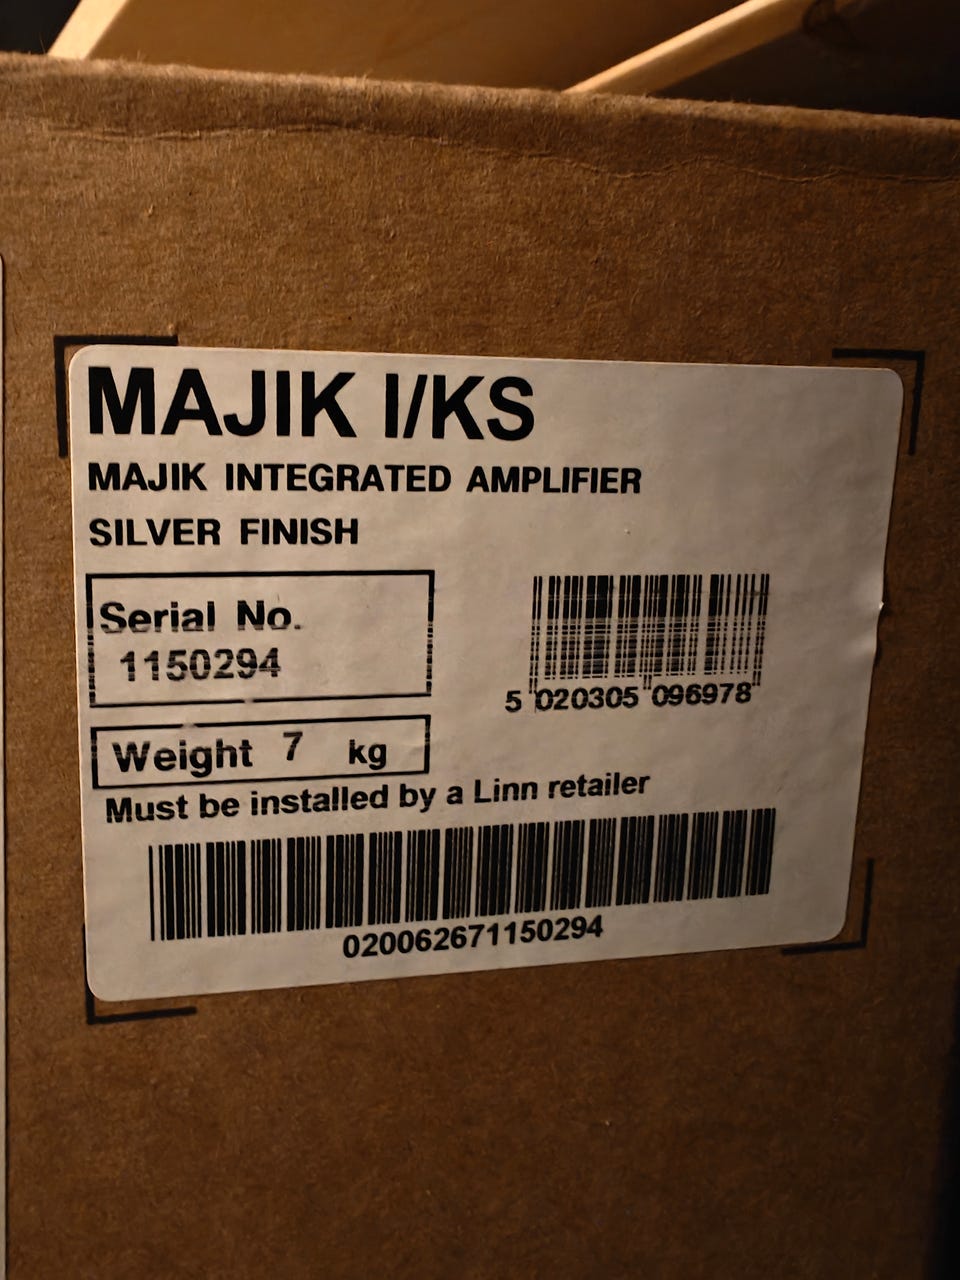 MAJIK I/KS
MAJIK INTEGRATED AMPLIFIER
SILVER FINISH
Serial No.
1150294
5 020305 096978
Weight 7 kg
Must be installed by a Linn retailer
020062671150294